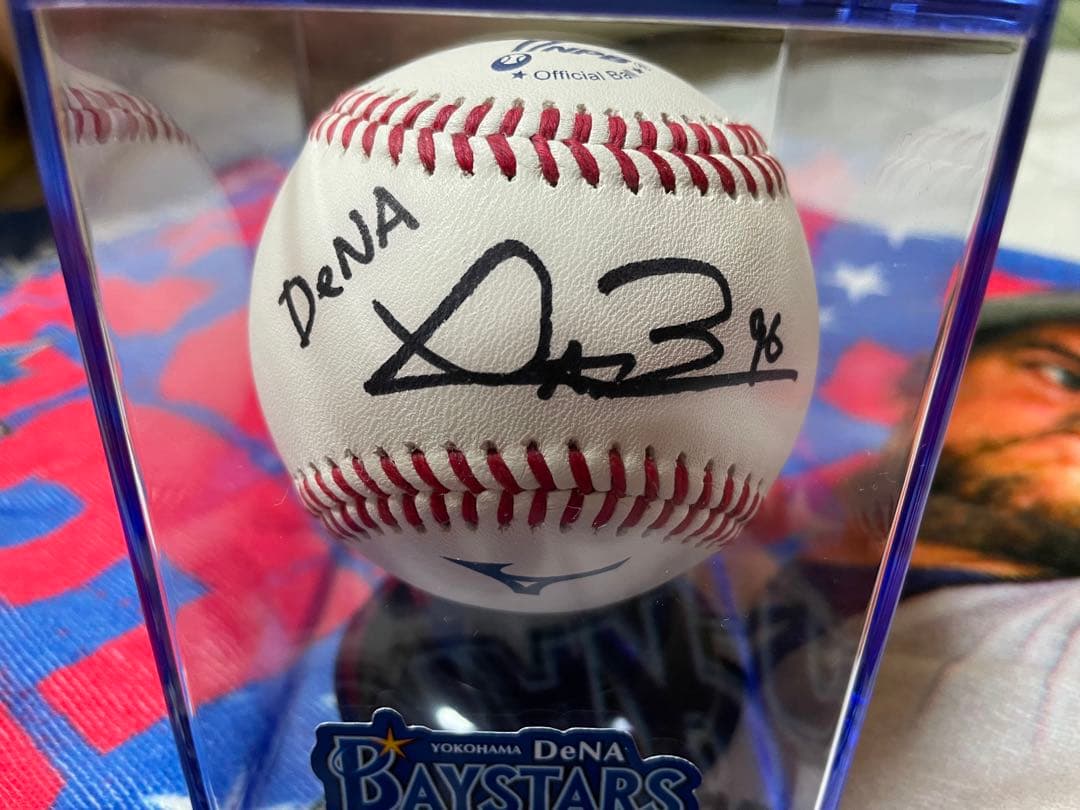 NPB
Official Ball
DeNA
96
YOKOHAMA DeNA
BAYSTARS